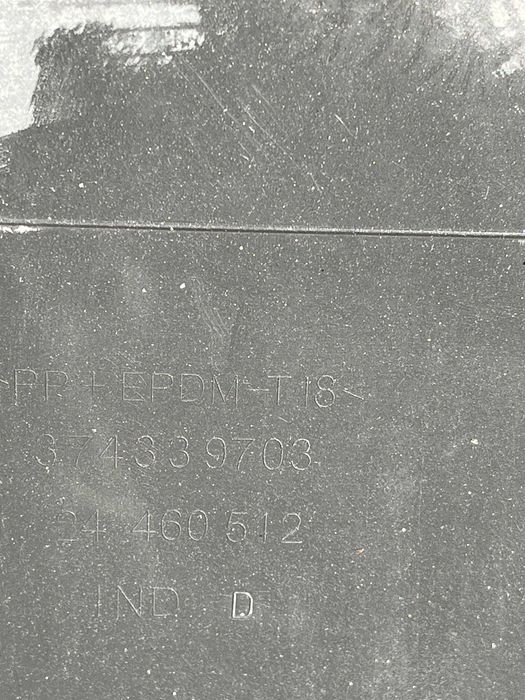 >PP+EPDM-T18<
374339703
24 460 512
IND D